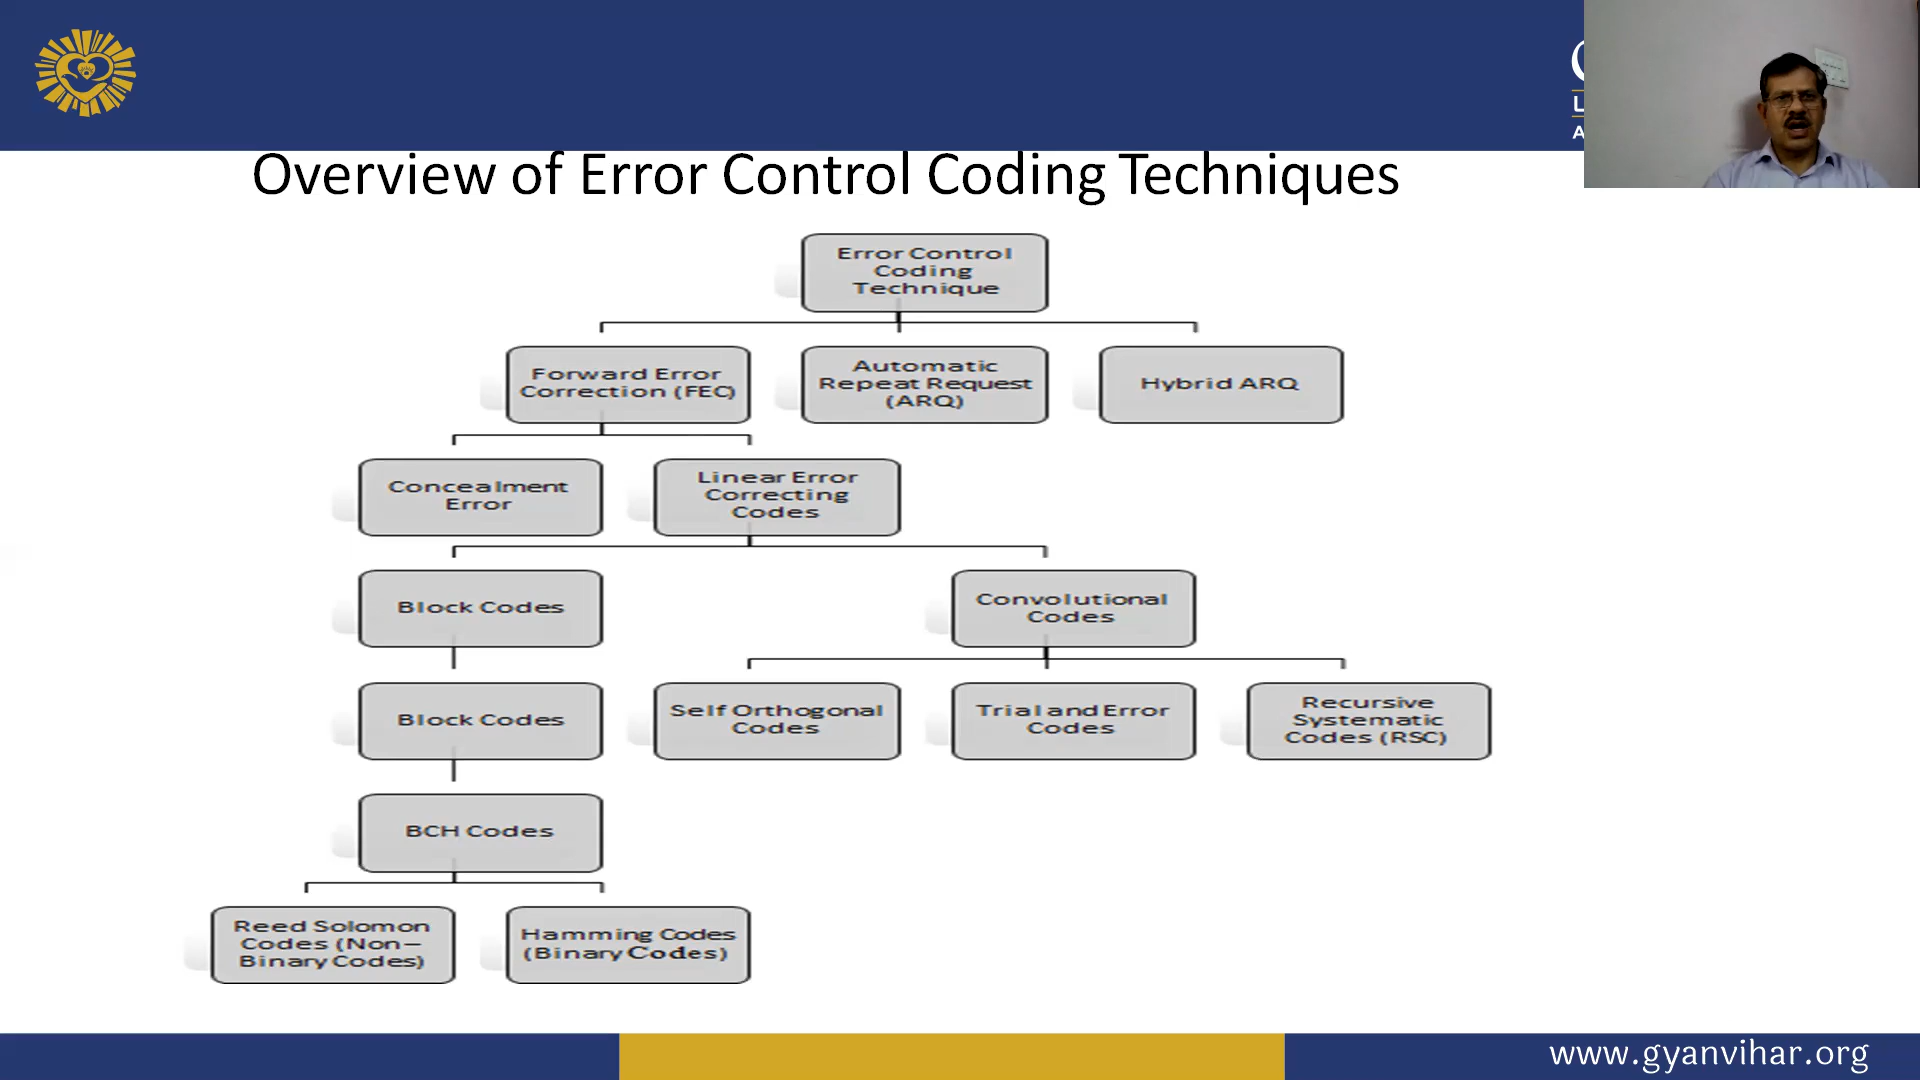 Overview of Error Control Coding Techniques
Error Control
Coding
Technique
Forward Error
Correction (FEC)
Automatic
Repeat Request
(ARQ)
Hybrid ARQ
Concealment
Error
Linear Error
Correcting
Codes
Block Codes
Convolutional
Codes
Block Codes
Self Orthogonal
Codes
Trial and Error
Codes
Recursive
Systematic
Codes (RSC)
BCH Codes
Reed Solomon
Codes (Non–
Binary Codes)
Hamming Codes
(Binary Codes)
www.gyanvihar.org